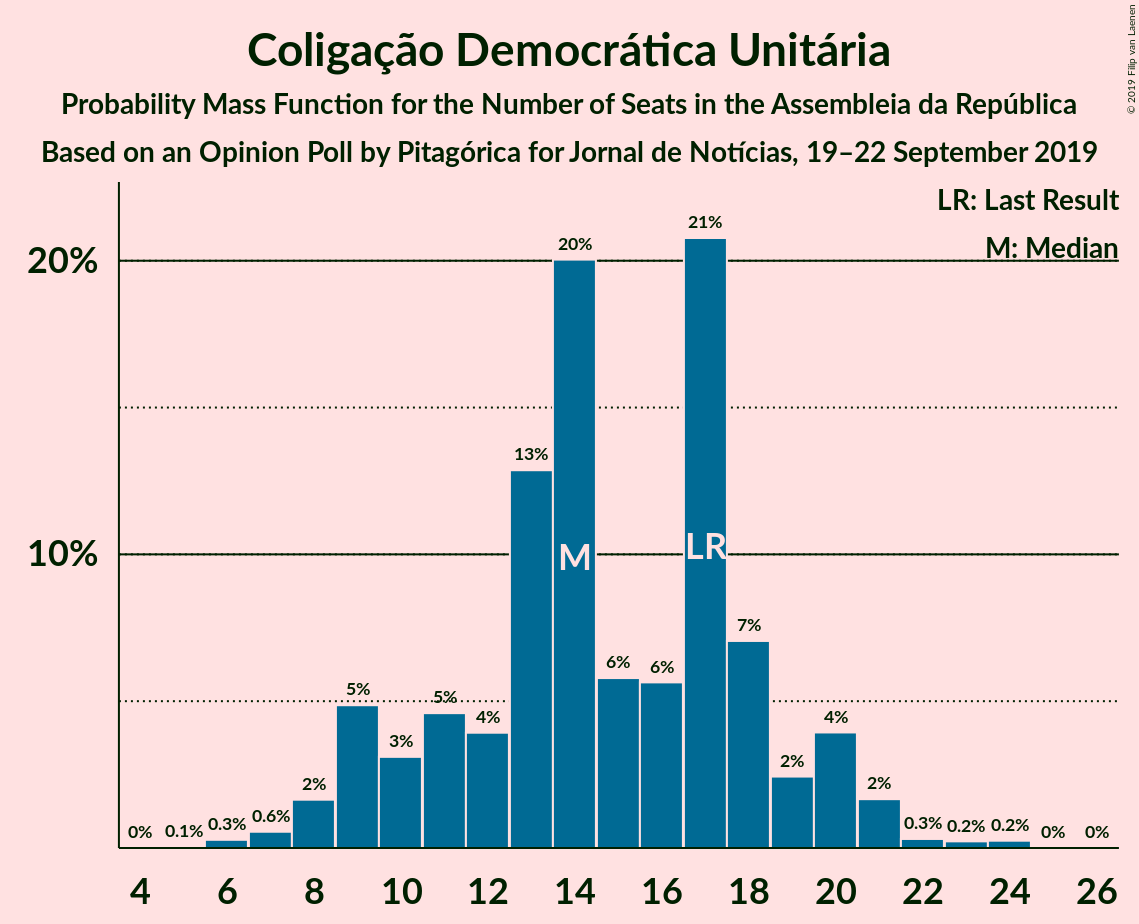 Coligação Democrática Unitária
Probability Mass Function for the Number of Seats in the Assembleia da República
Based on an Opinion Poll by Pitagórica for Jornal de Notícias, 19–22 September 2019
© 2019 Filip van Laenen
LR: Last Result
M: Median
20%
10%
0%
0.1%
0.3%
0.6%
2%
5%
3%
5%
4%
13%
20%
6%
6%
21%
7%
2%
4%
2%
0.3%
0.2%
0.2%
0%
0%
M
LR
4 6 8 10 12 14 16 18 20 22 24 26